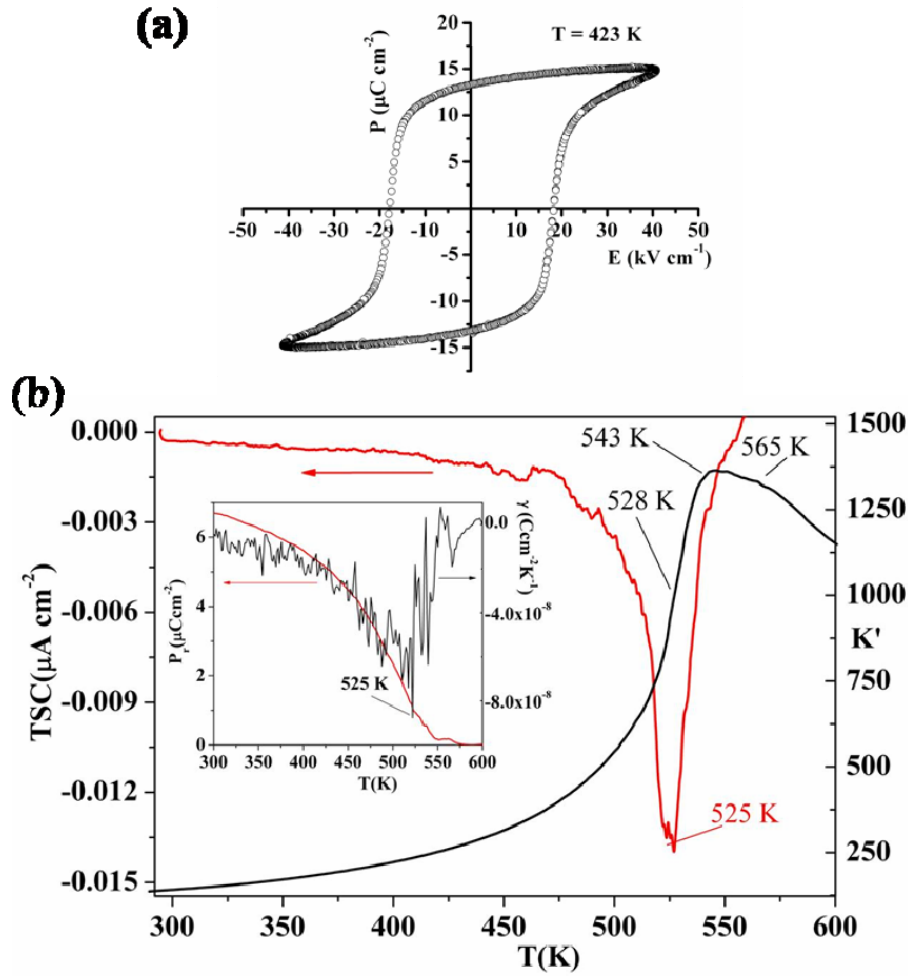 (a)
T = 423 K
P (μC cm-2)
20
15
10
5
-5
-10
-15
-50 -40 -30 -20 -10 10 20 30 40 50
E (kV cm-1)
(b)
TSC(μA cm-2)
0.000
-0.003
-0.006
-0.009
-0.012
-0.015
1500
1250
1000
K'
750
500
250
543 K
565 K
528 K
525 K
300 350 400 450 500 550 600
T(K)
Pr(μCcm-2)
6
4
2
0
γ (Ccm-2K-1)
0.0
-4.0x10-8
-8.0x10-8
525 K
300 350 400 450 500 550 600
T(K)